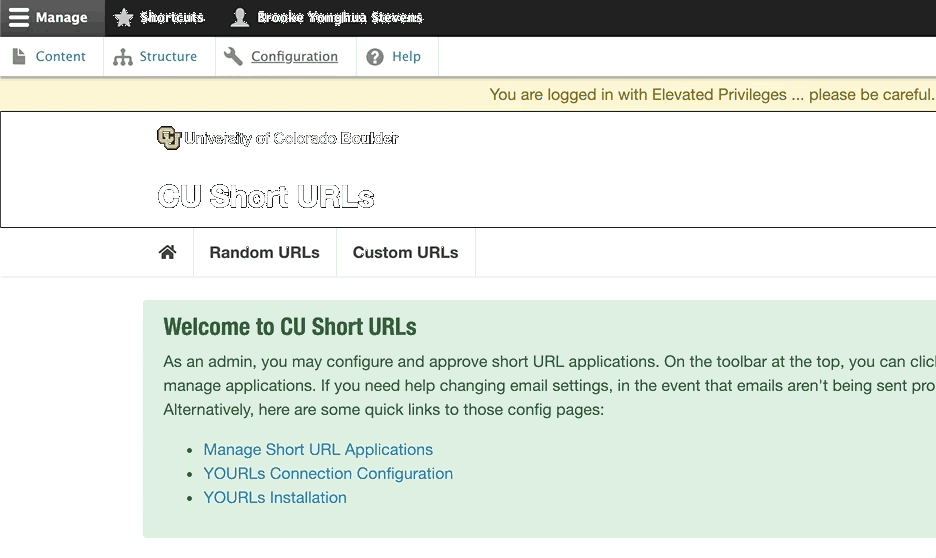 Manage Shortcuts Brooke Yonghua Stevens
Content Structure Configuration Help
You are logged in with Elevated Privileges ... please be careful.
University of Colorado Boulder
CU Short URLs
Random URLs Custom URLs
Welcome to CU Short URLs
As an admin, you may configure and approve short URL applications. On the toolbar at the top, you can
manage applications. If you need help changing email settings, in the event that emails aren't being sent
Alternatively, here are some quick links to those config pages:
Manage Short URL Applications
YOURLs Connection Configuration
YOURLs Installation